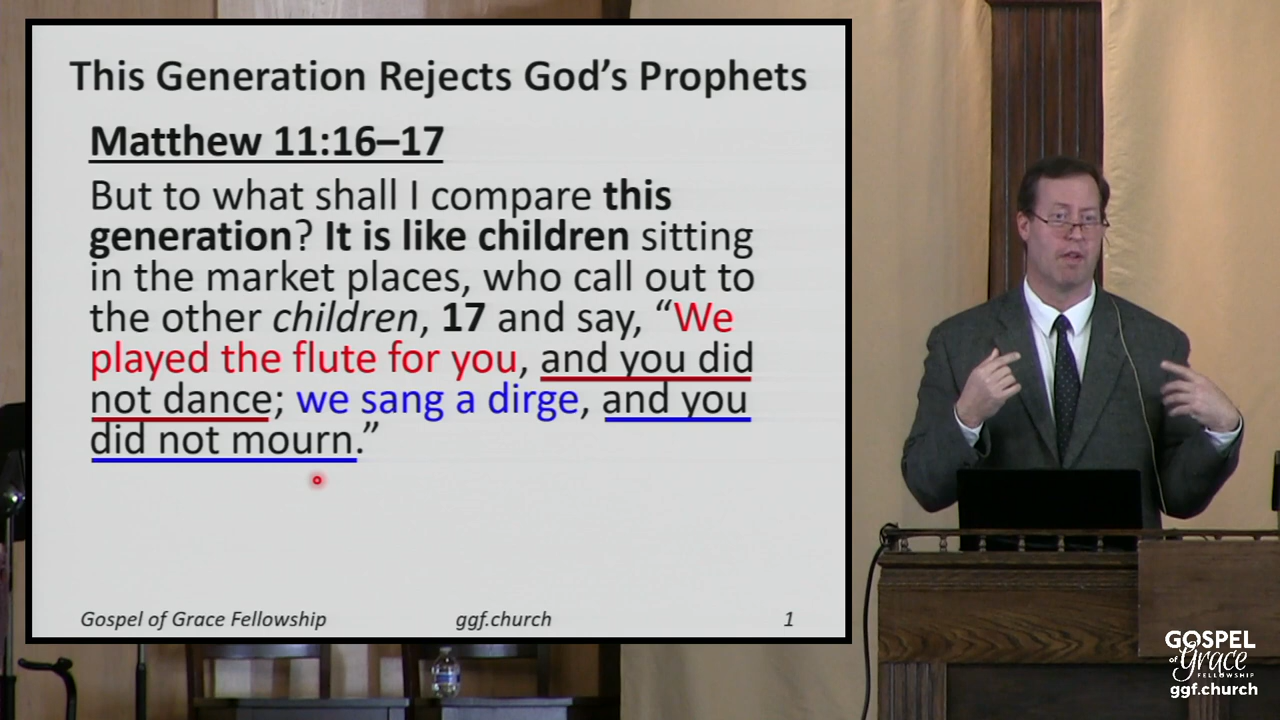 This Generation Rejects God’s Prophets
Matthew 11:16–17
But to what shall I compare this
generation? It is like children sitting
in the market places, who call out to
the other children, 17 and say, “We
played the flute for you, and you did
not dance; we sang a dirge, and you
did not mourn.”
Gospel of Grace Fellowship ggf.church 1
GOSPEL
of Grace
FELLOWSHIP
ggf.church